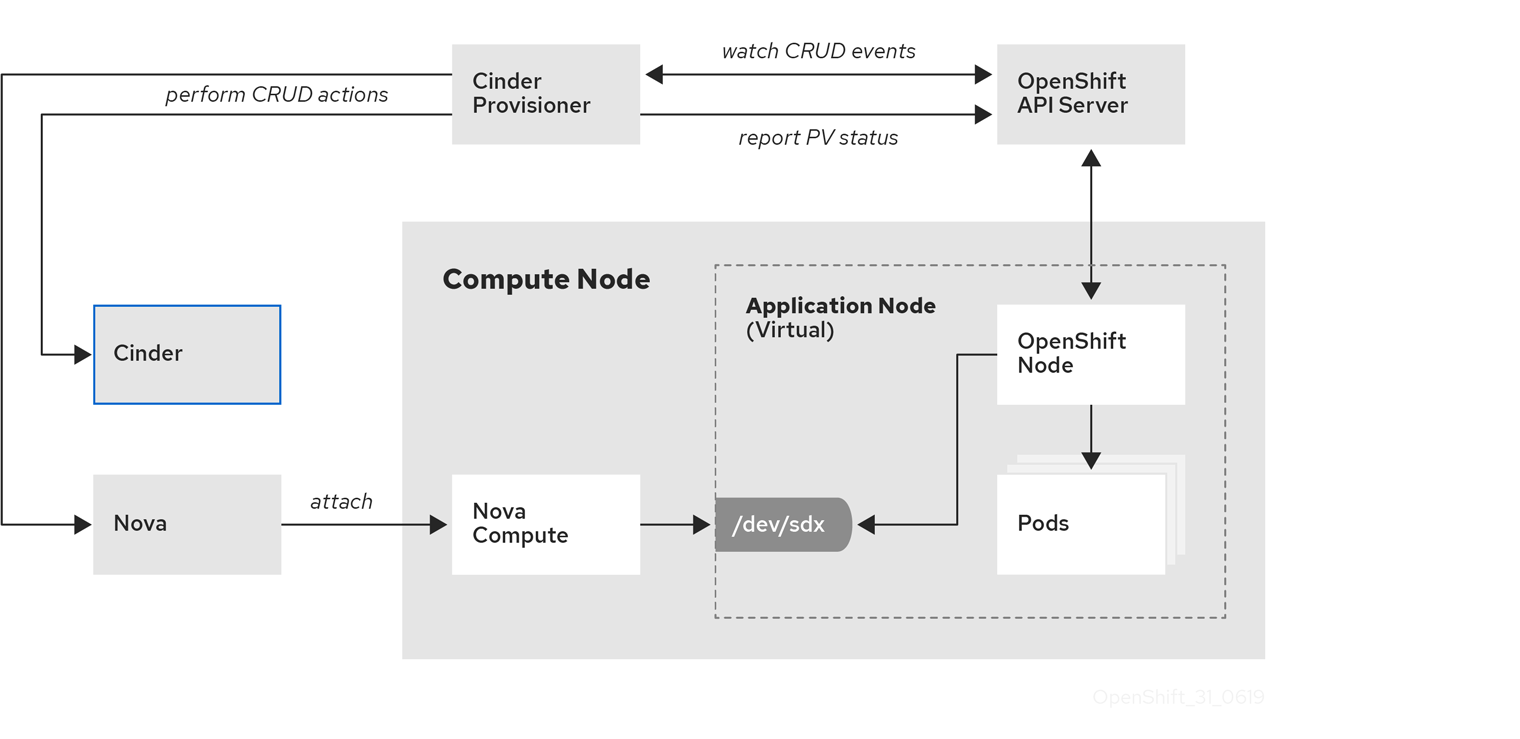 watch CRUD events
perform CRUD actions
Cinder
Provisioner
OpenShift
API Server
report PV status
Compute Node
Application Node
(Virtual)
Cinder
OpenShift
Node
Nova
attach
Nova
Compute
/dev/sdx
Pods
OpenShift_31_0619